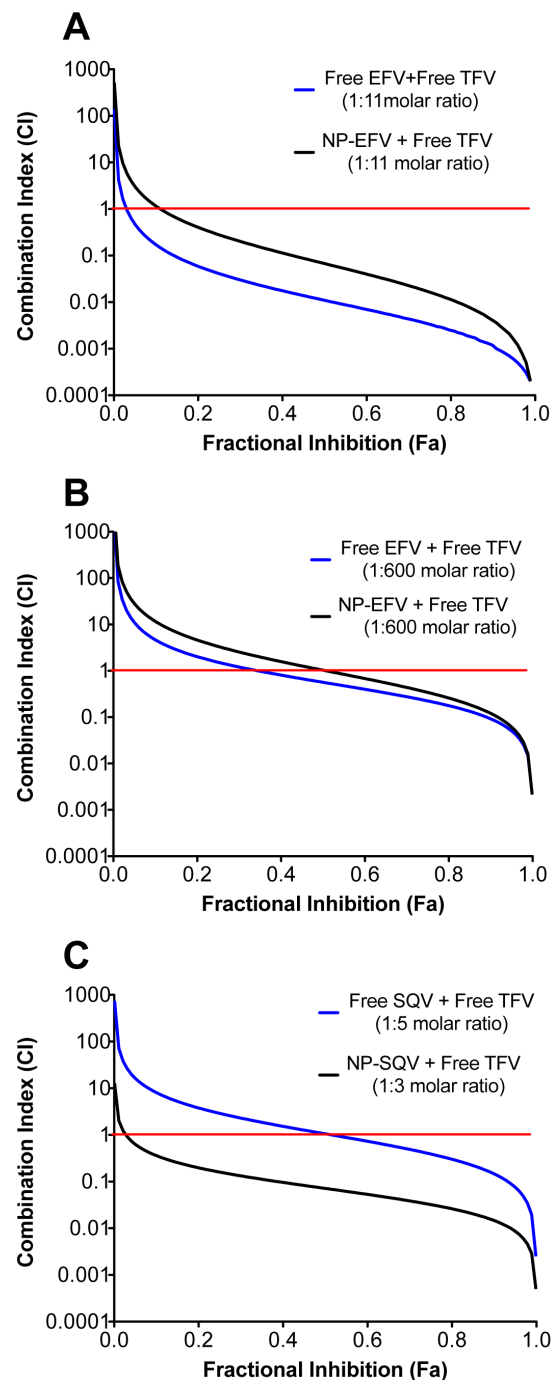 A
Combination Index (CI)
1000
100
10
1
0.1
0.01
0.001
0.0001
Free EFV+Free TFV
(1:11molar ratio)
NP-EFV + Free TFV
(1:11 molar ratio)
0.0 0.2 0.4 0.6 0.8 1.0
Fractional Inhibition (Fa)
B
Combination Index (CI)
1000
100
10
1
0.1
0.01
0.001
0.0001
Free EFV + Free TFV
(1:600 molar ratio)
NP-EFV + Free TFV
(1:600 molar ratio)
0.0 0.2 0.4 0.6 0.8 1.0
Fractional Inhibition (Fa)
C
Combination Index (CI)
1000
100
10
1
0.1
0.01
0.001
0.0001
Free SQV + Free TFV
(1:5 molar ratio)
NP-SQV + Free TFV
(1:3 molar ratio)
0.0 0.2 0.4 0.6 0.8 1.0
Fractional Inhibition (Fa)